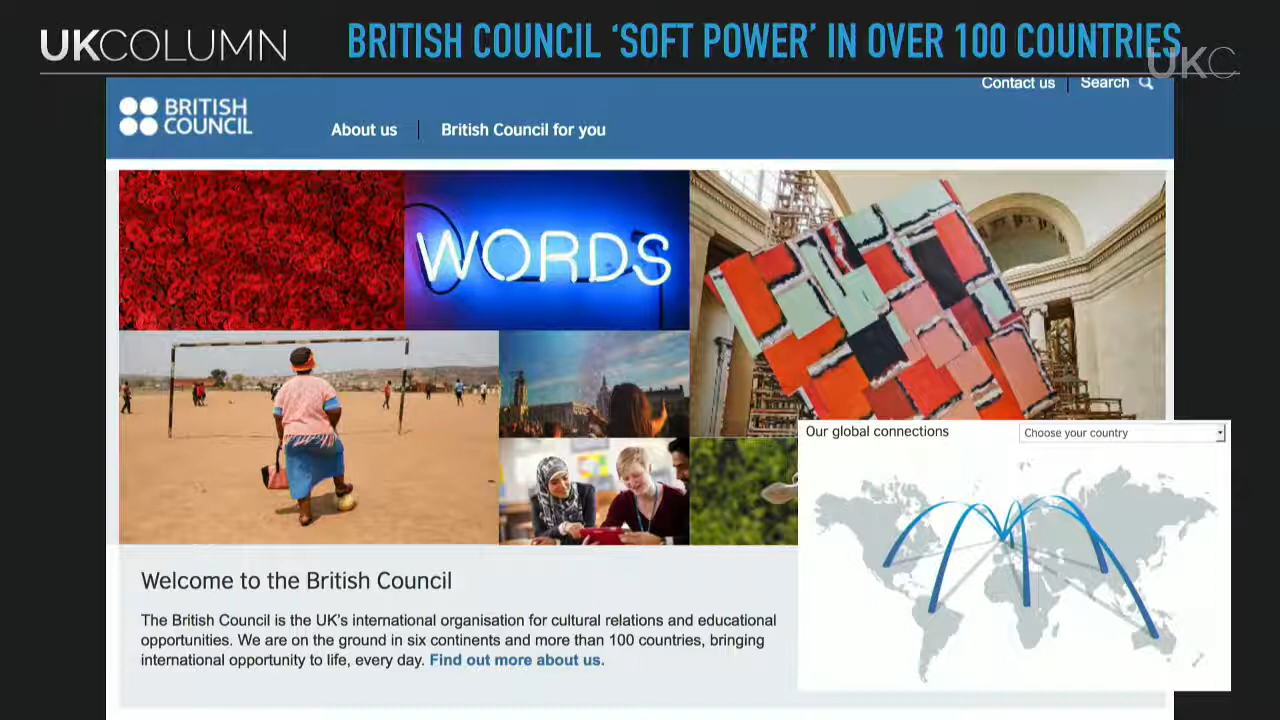 UKCOLUMN
BRITISH COUNCIL ‘SOFT POWER’ IN OVER 100 COUNTRIES
UKC
Contact us
Search
BRITISH
COUNCIL
About us
British Council for you
WORDS
Our global connections
Choose your country
Welcome to the British Council
The British Council is the UK's international organisation for cultural relations and educational
opportunities. We are on the ground in six continents and more than 100 countries, bringing
international opportunity to life, every day. Find out more about us.